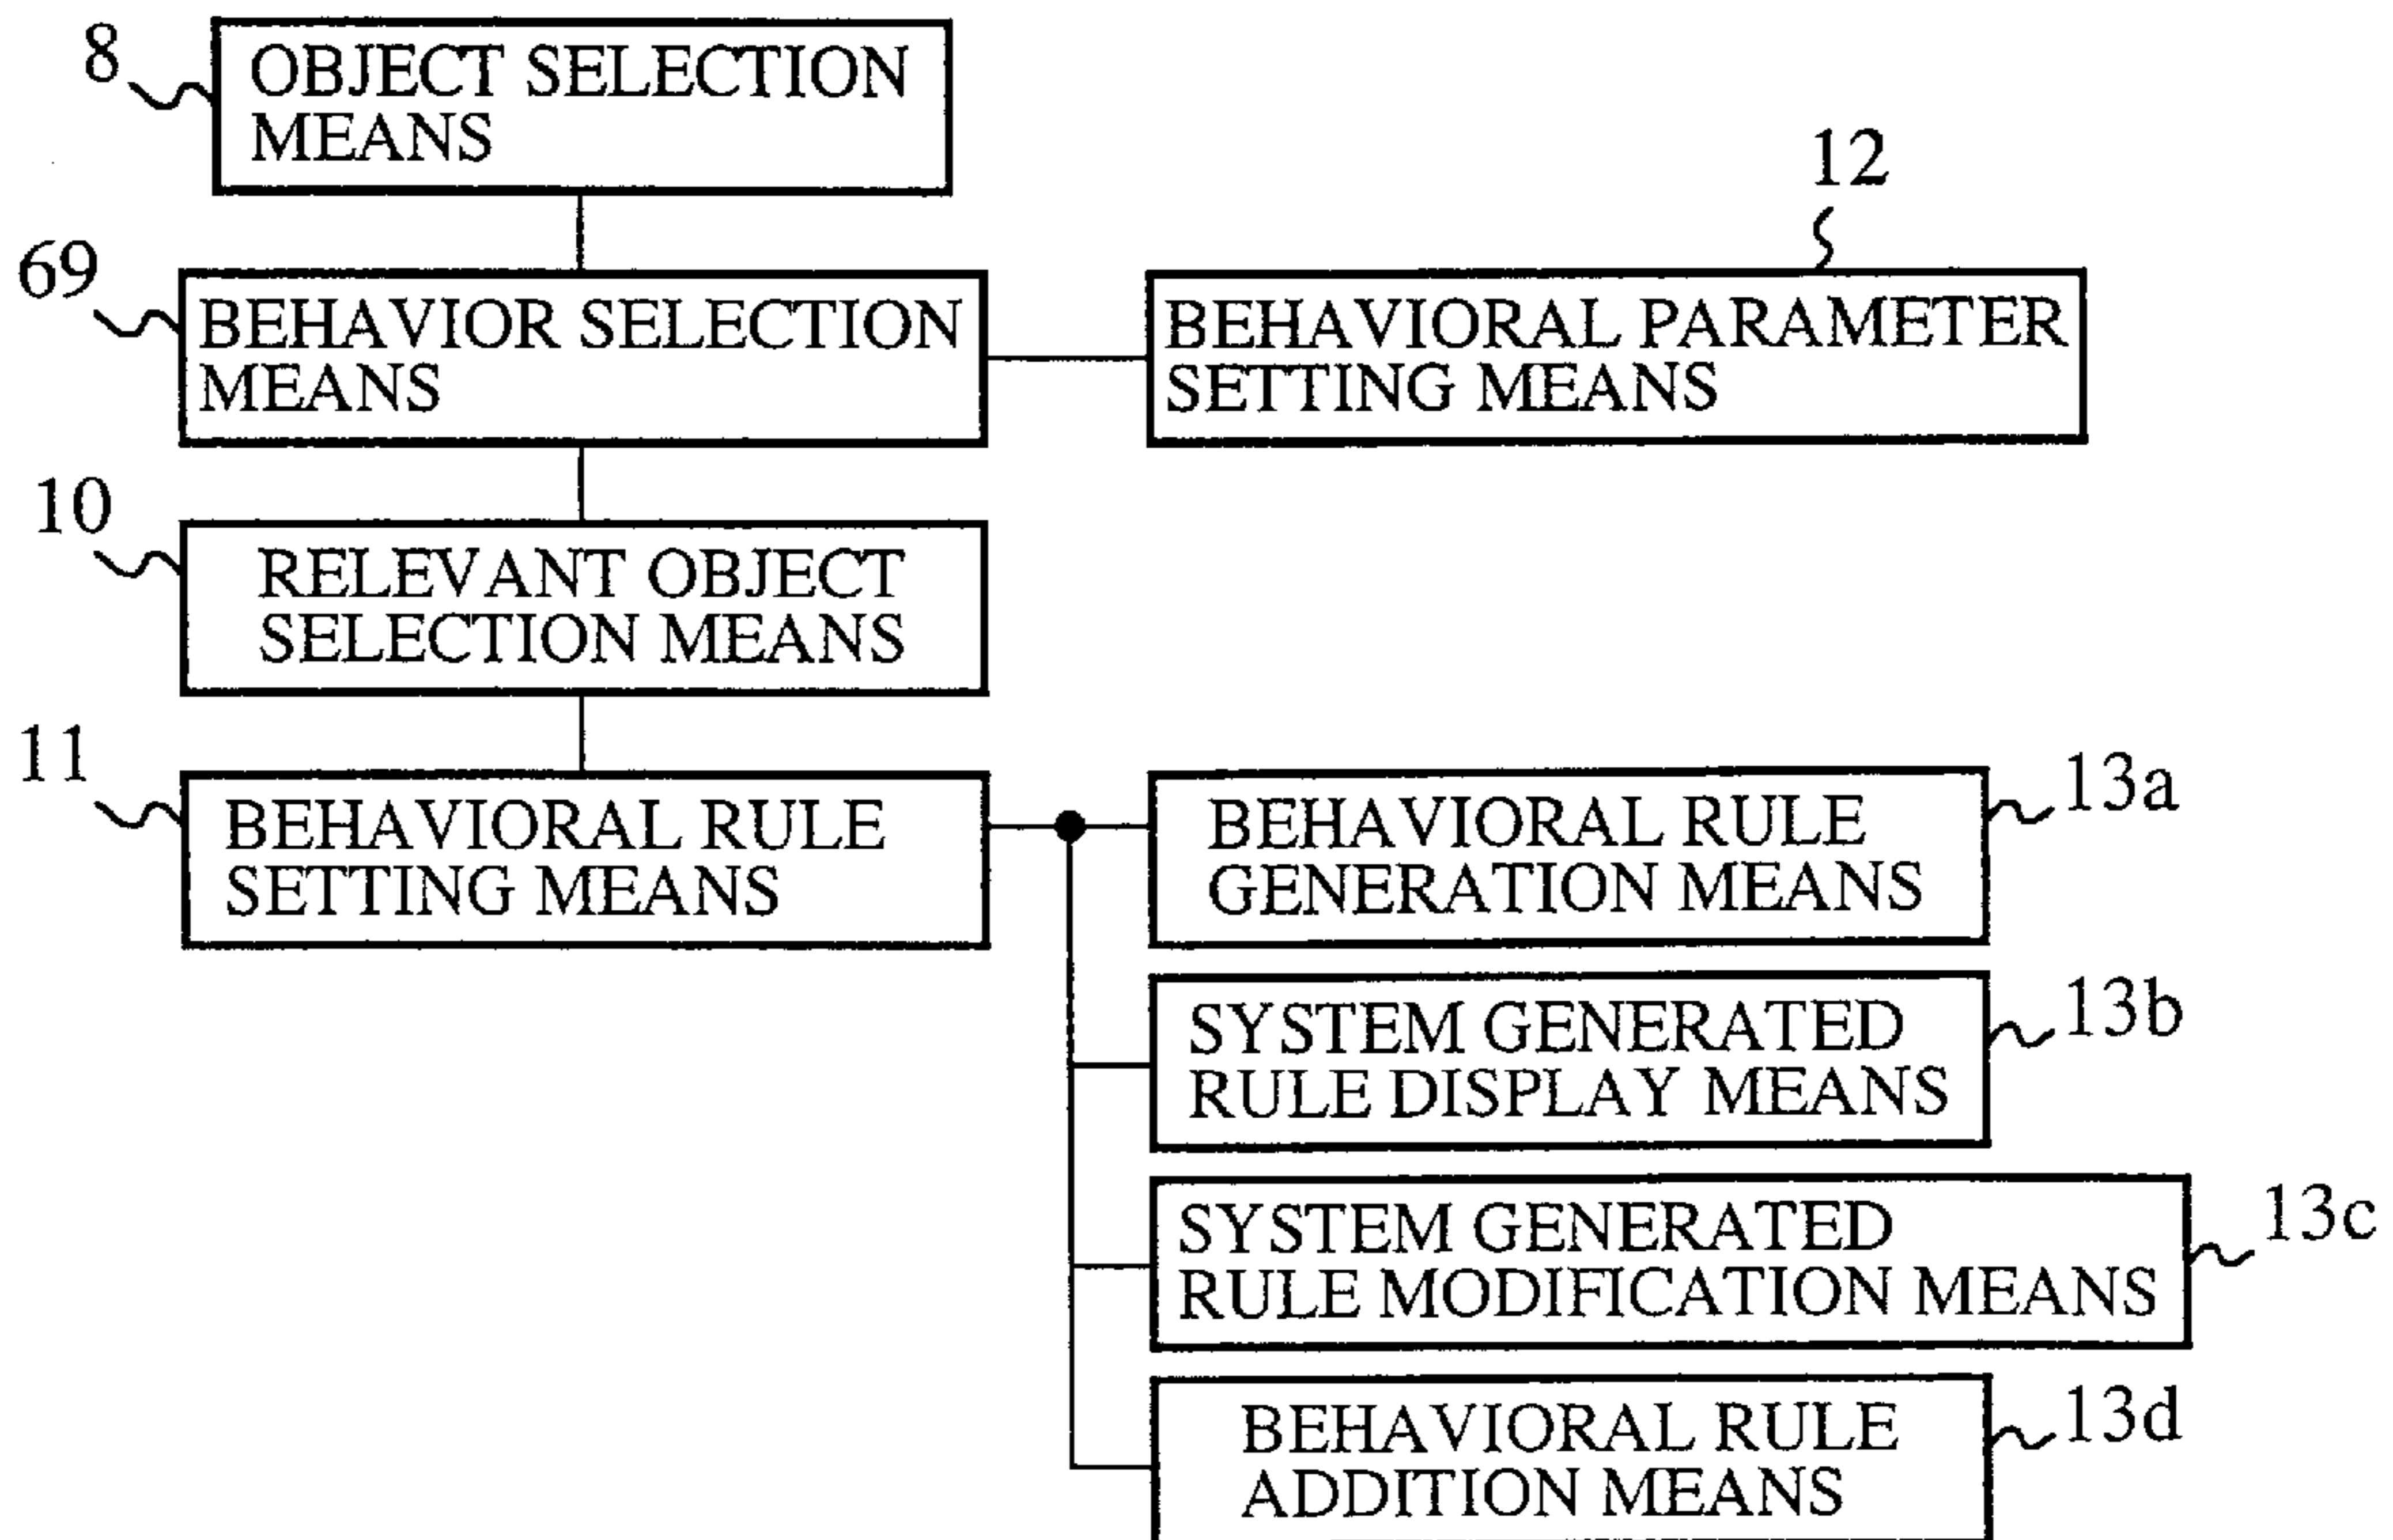 8
OBJECT SELECTION
MEANS
12
69
BEHAVIOR SELECTION
MEANS
BEHAVIORAL PARAMETER
SETTING MEANS
10
RELEVANT OBJECT
SELECTION MEANS
11
BEHAVIORAL RULE
SETTING MEANS
BEHAVIORAL RULE
GENERATION MEANS
13a
SYSTEM GENERATED
RULE DISPLAY MEANS
13b
SYSTEM GENERATED
RULE MODIFICATION MEANS
13c
BEHAVIORAL RULE
ADDITION MEANS
13d